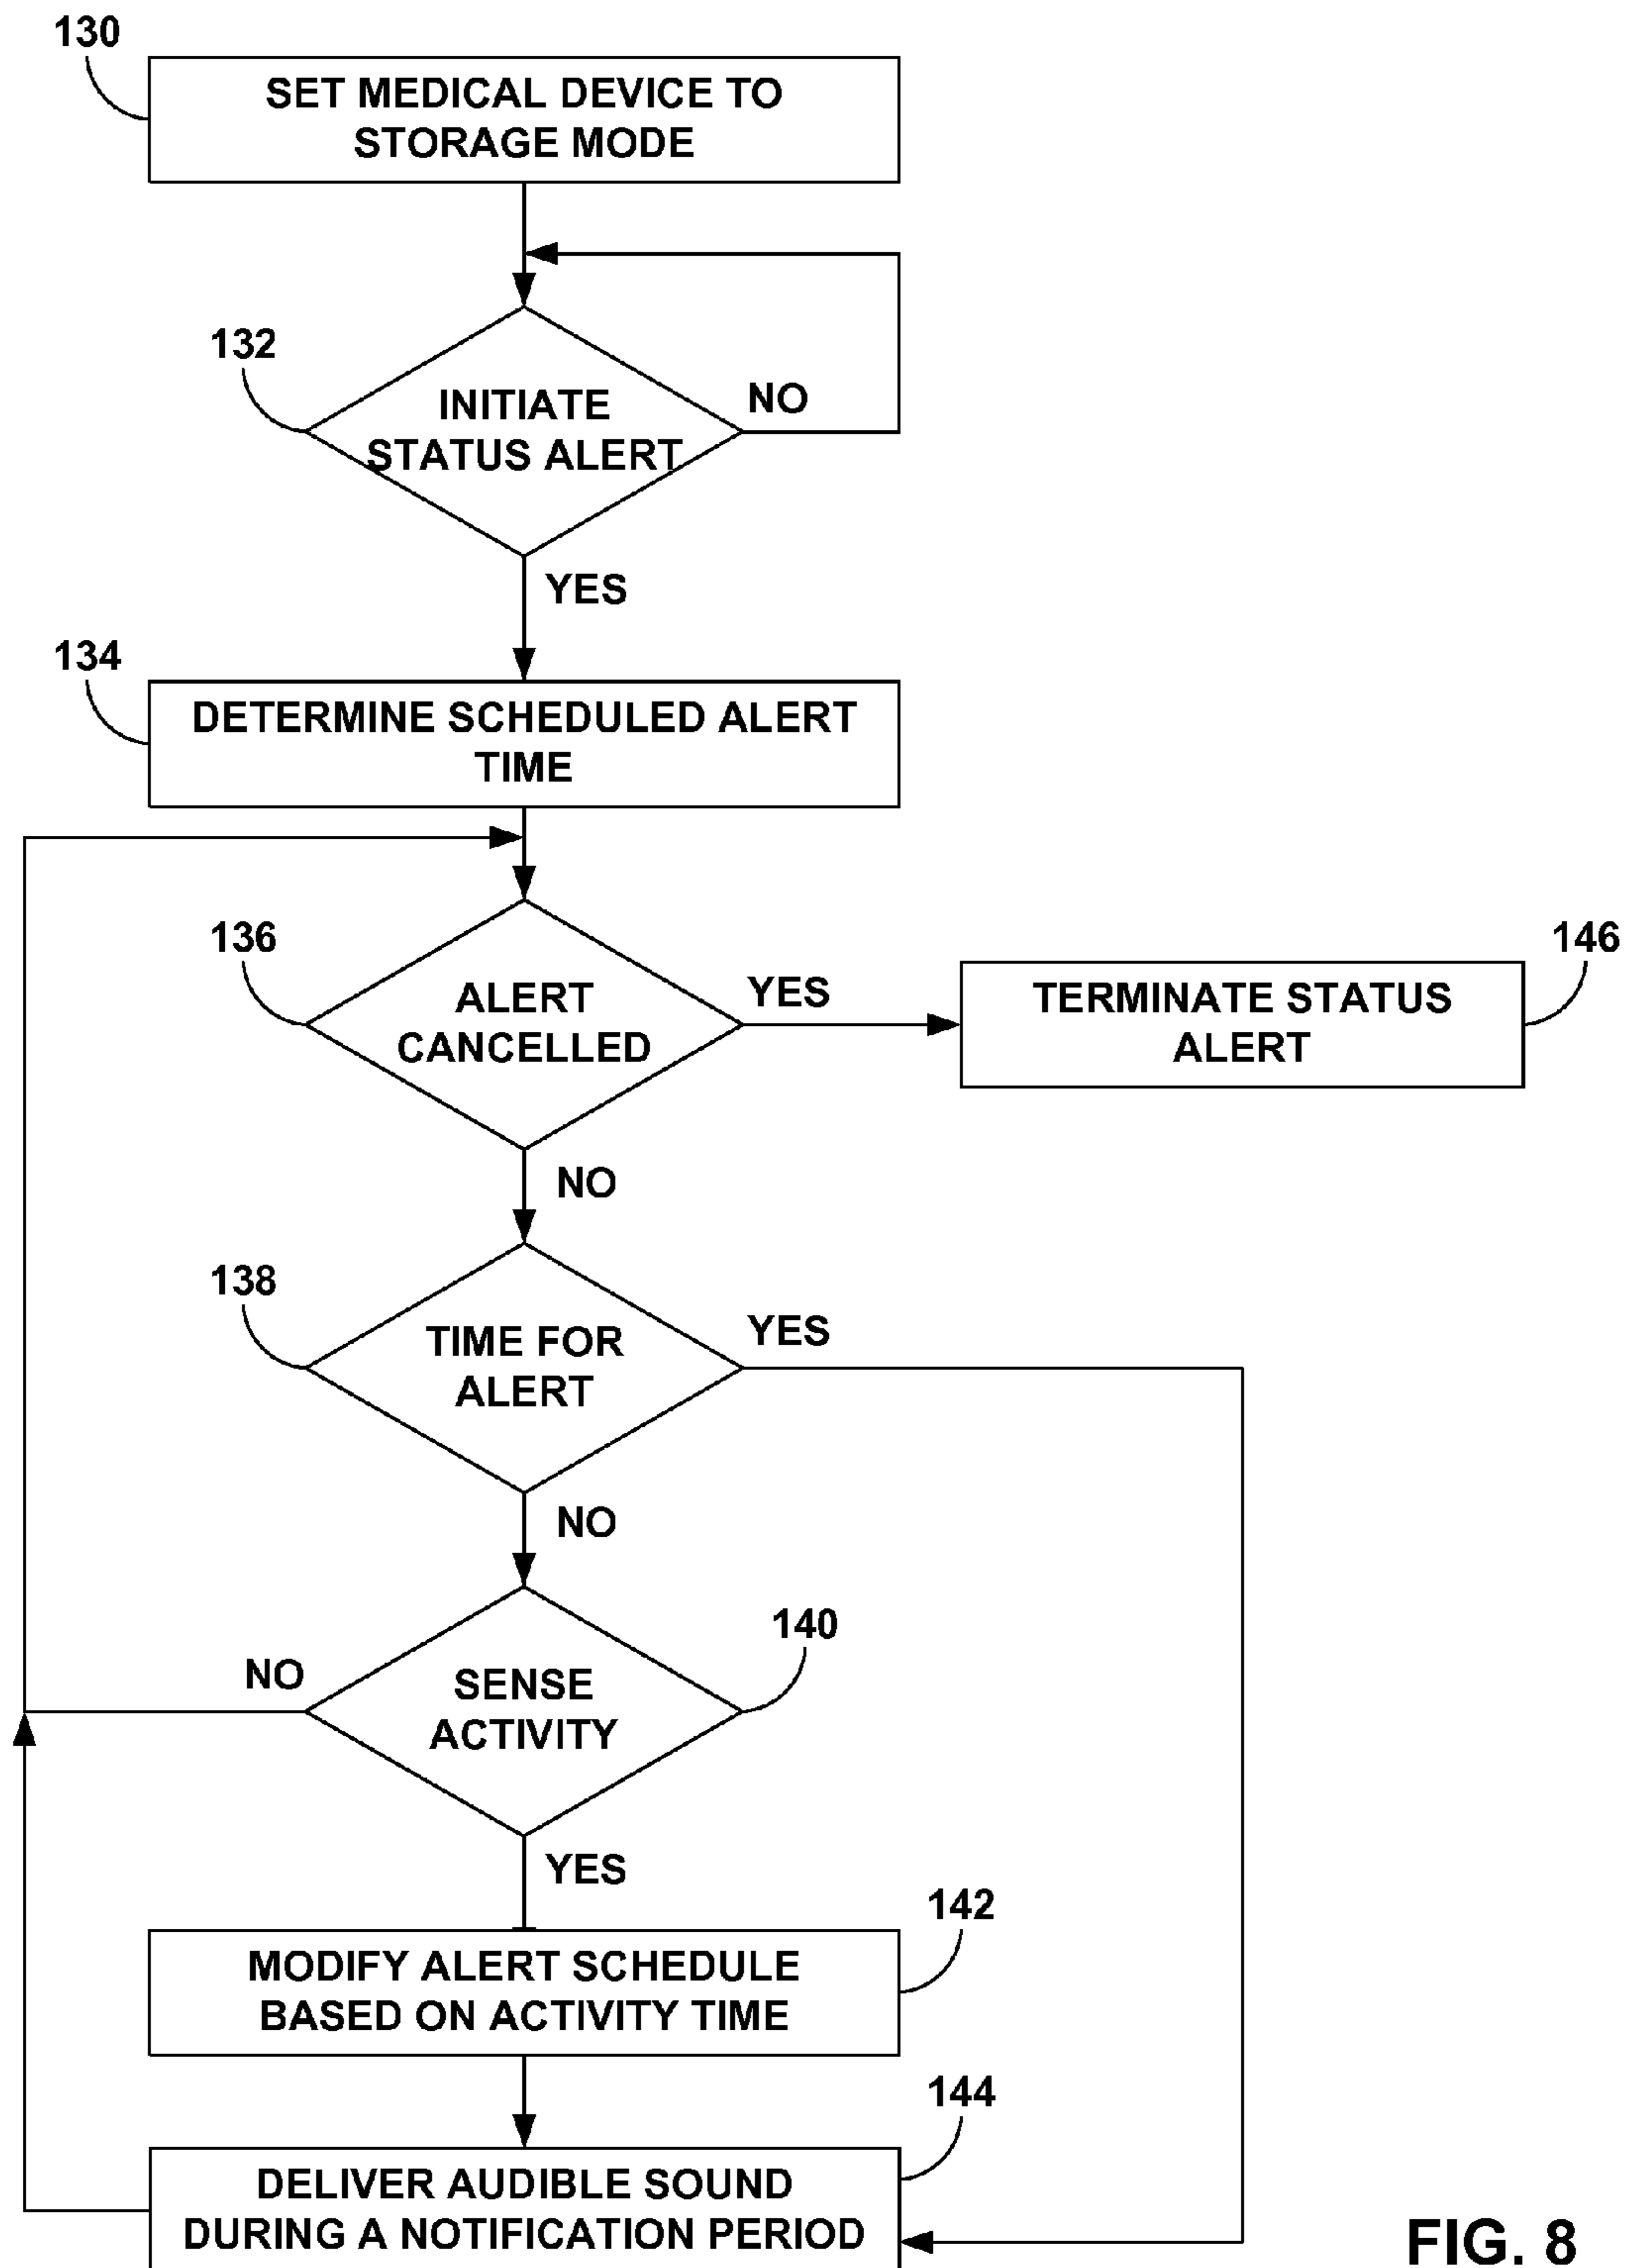 130
SET MEDICAL DEVICE TO
STORAGE MODE
132
INITIATE
STATUS ALERT
NO
YES
134
DETERMINE SCHEDULED ALERT
TIME
136
ALERT
CANCELLED
YES
146
TERMINATE STATUS
ALERT
NO
138
TIME FOR
ALERT
YES
NO
140
SENSE
ACTIVITY
NO
YES
142
MODIFY ALERT SCHEDULE
BASED ON ACTIVITY TIME
144
DELIVER AUDIBLE SOUND
DURING A NOTIFICATION PERIOD
FIG. 8